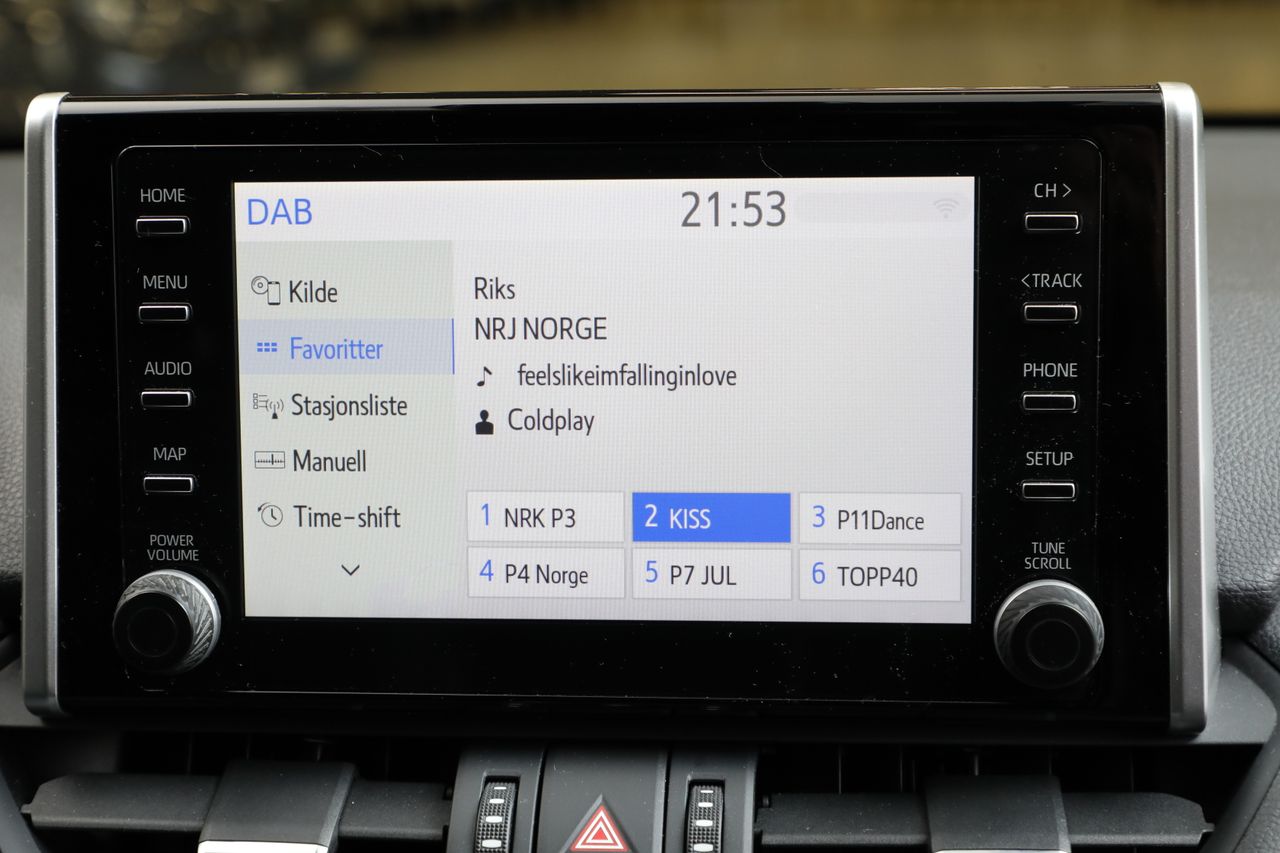 HOME
MENU
AUDIO
MAP
POWER
VOLUME
DAB
21:53
Kilde
Favoritter
Stasjonsliste
Manuell
Time-shift
Riks
NRJ NORGE
feelslikeimfallinginlove
Coldplay
1 NRK P3
2 KISS
3 P11Dance
4 P4 Norge
5 P7 JUL
6 TOPP40
CH >
<TRACK
PHONE
SETUP
TUNE
SCROLL